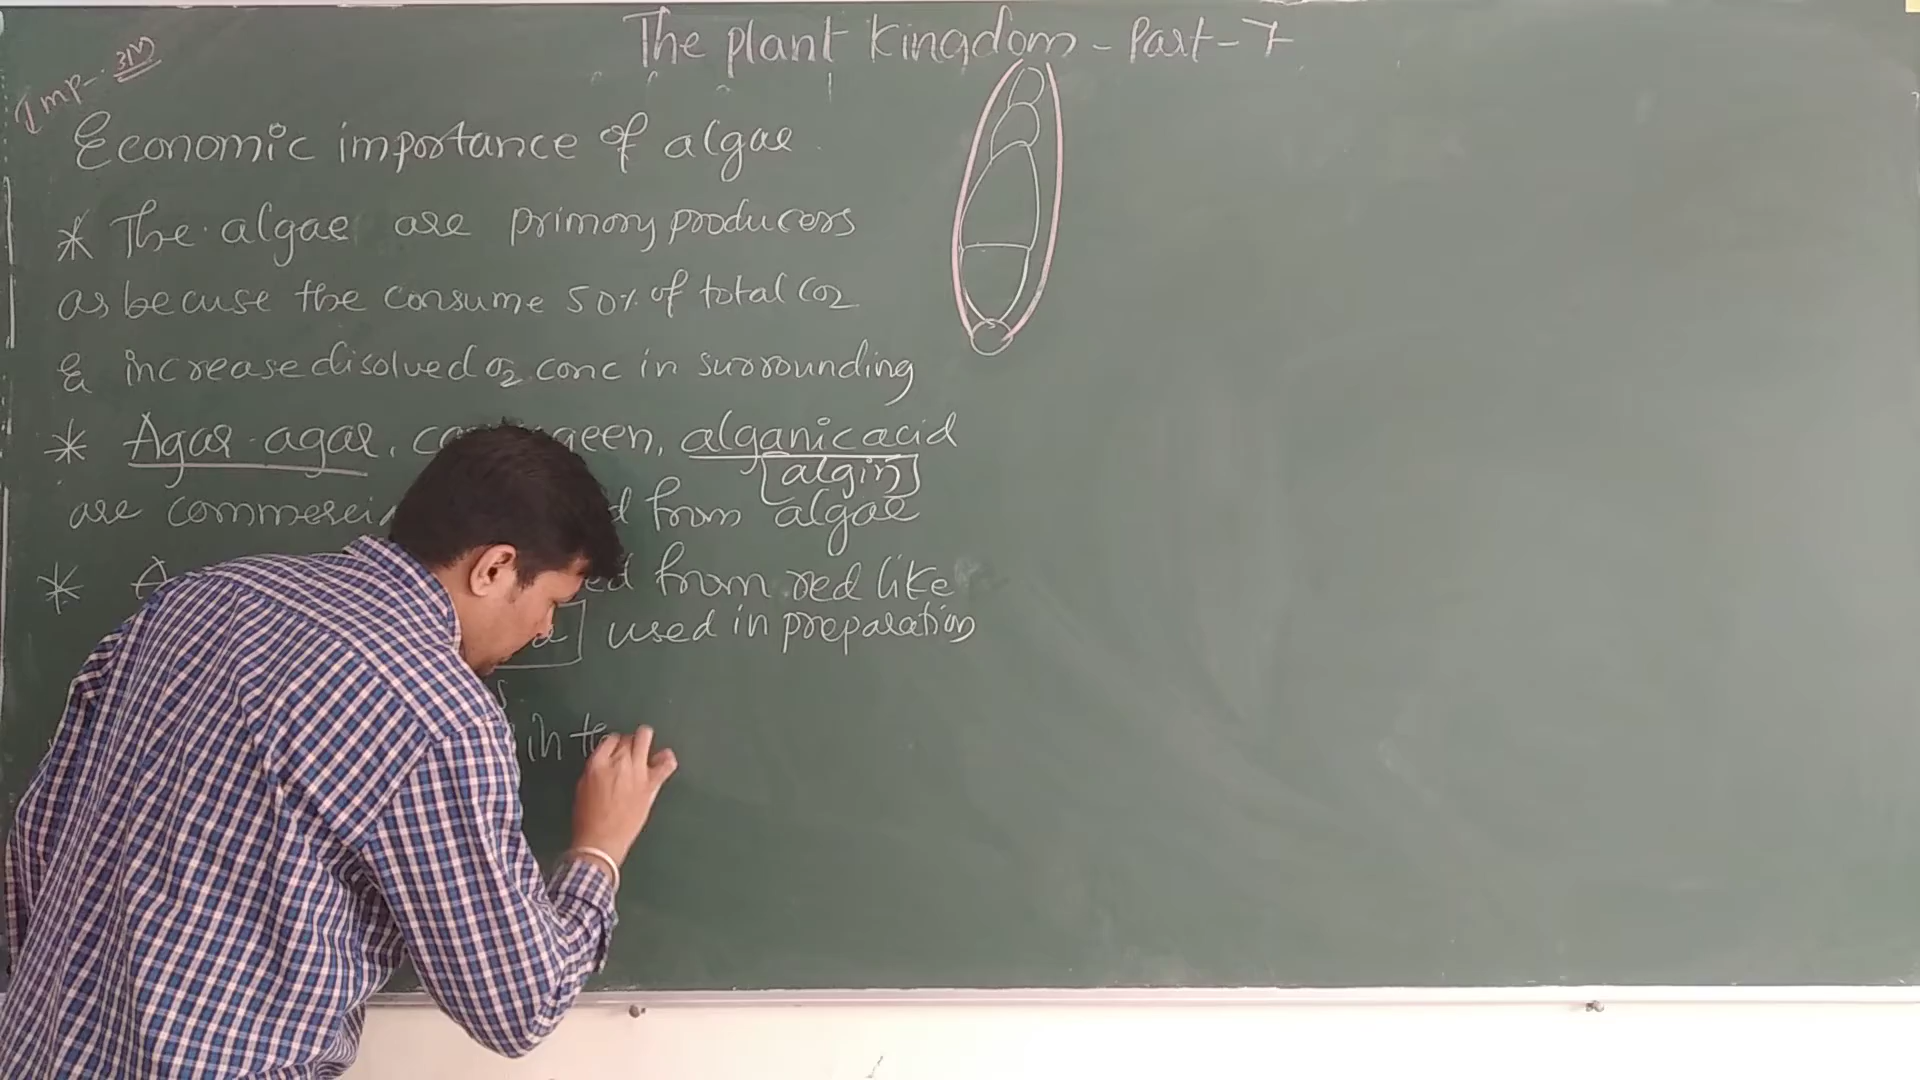 The plant Kingdom - Part-7
Imp- 3M
Economic importance of algae
* The algae are primary producers
as becuse the consume 50% of total CO2
& increase disolved O2 conc in surrounding
* Agar-agar, geen, alganic acid
[algin]
are from algae
* from red like
used in preparation
in